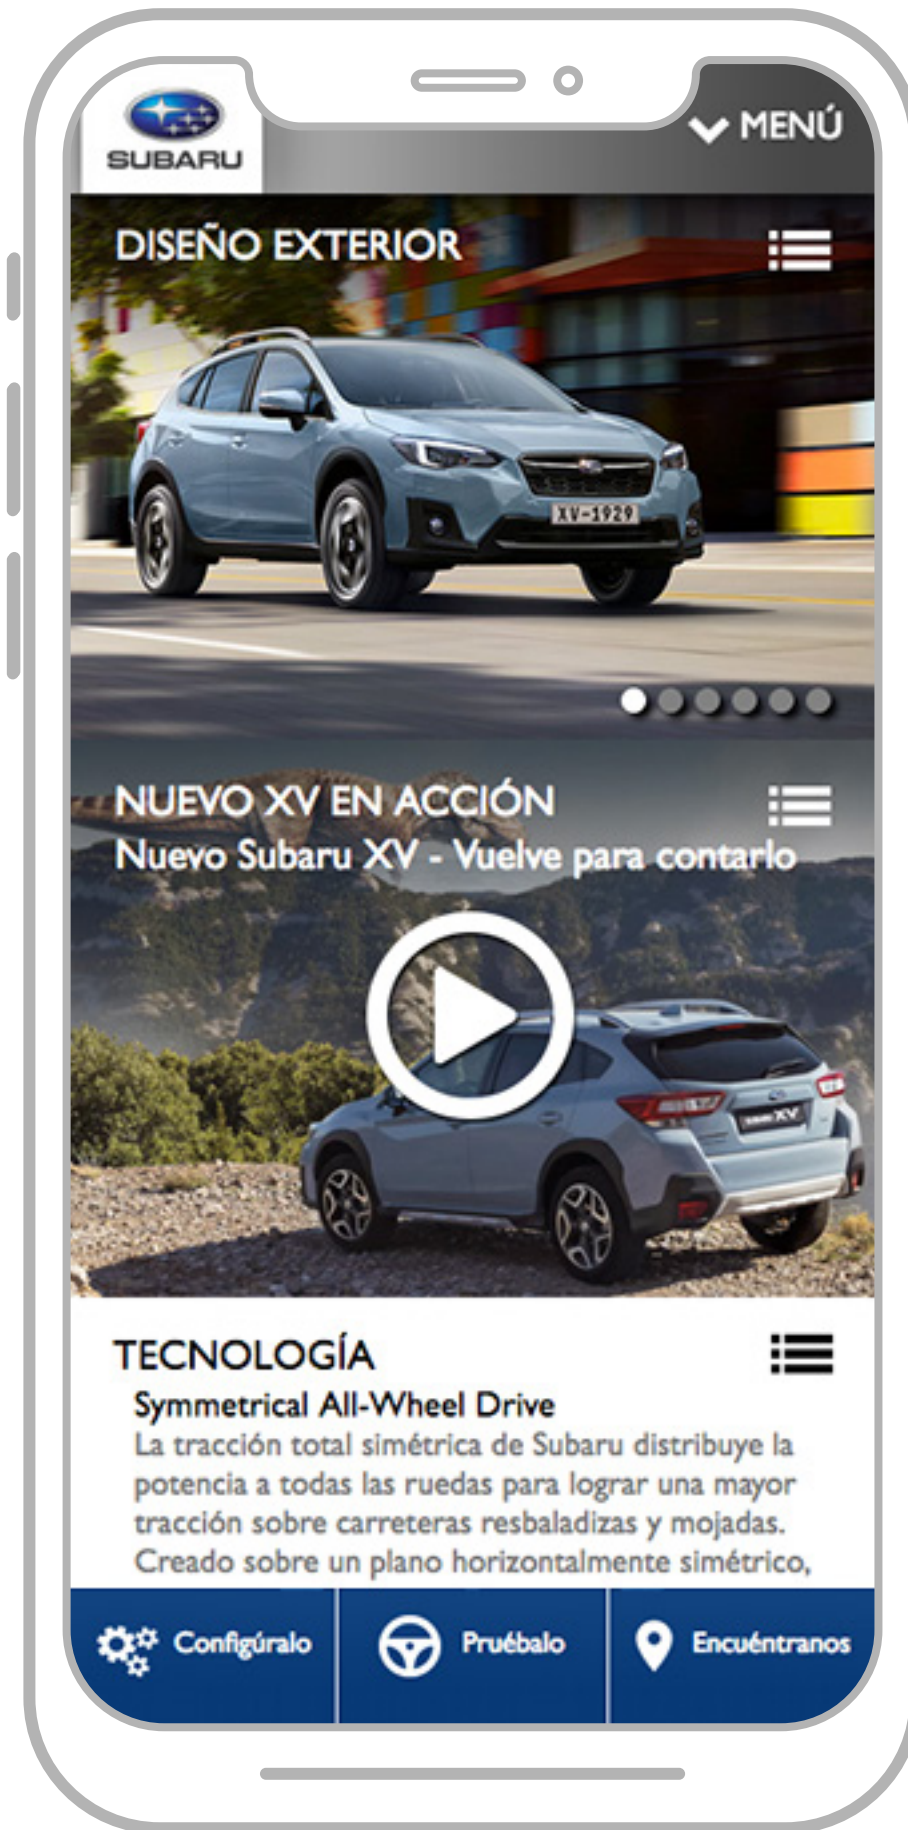 SUBARU
MENÚ
DISEÑO EXTERIOR
XV-1929
NUEVO XV EN ACCIÓN
Nuevo Subaru XV - Vuelve para contarlo
SUBARU XV
TECNOLOGÍA
Symmetrical All-Wheel Drive
La tracción total simétrica de Subaru distribuye la
potencia a todas las ruedas para lograr una mayor
tracción sobre carreteras resbaladizas y mojadas.
Creado sobre un plano horizontalmente simétrico,
Configúralo
Pruébalo
Encuéntranos